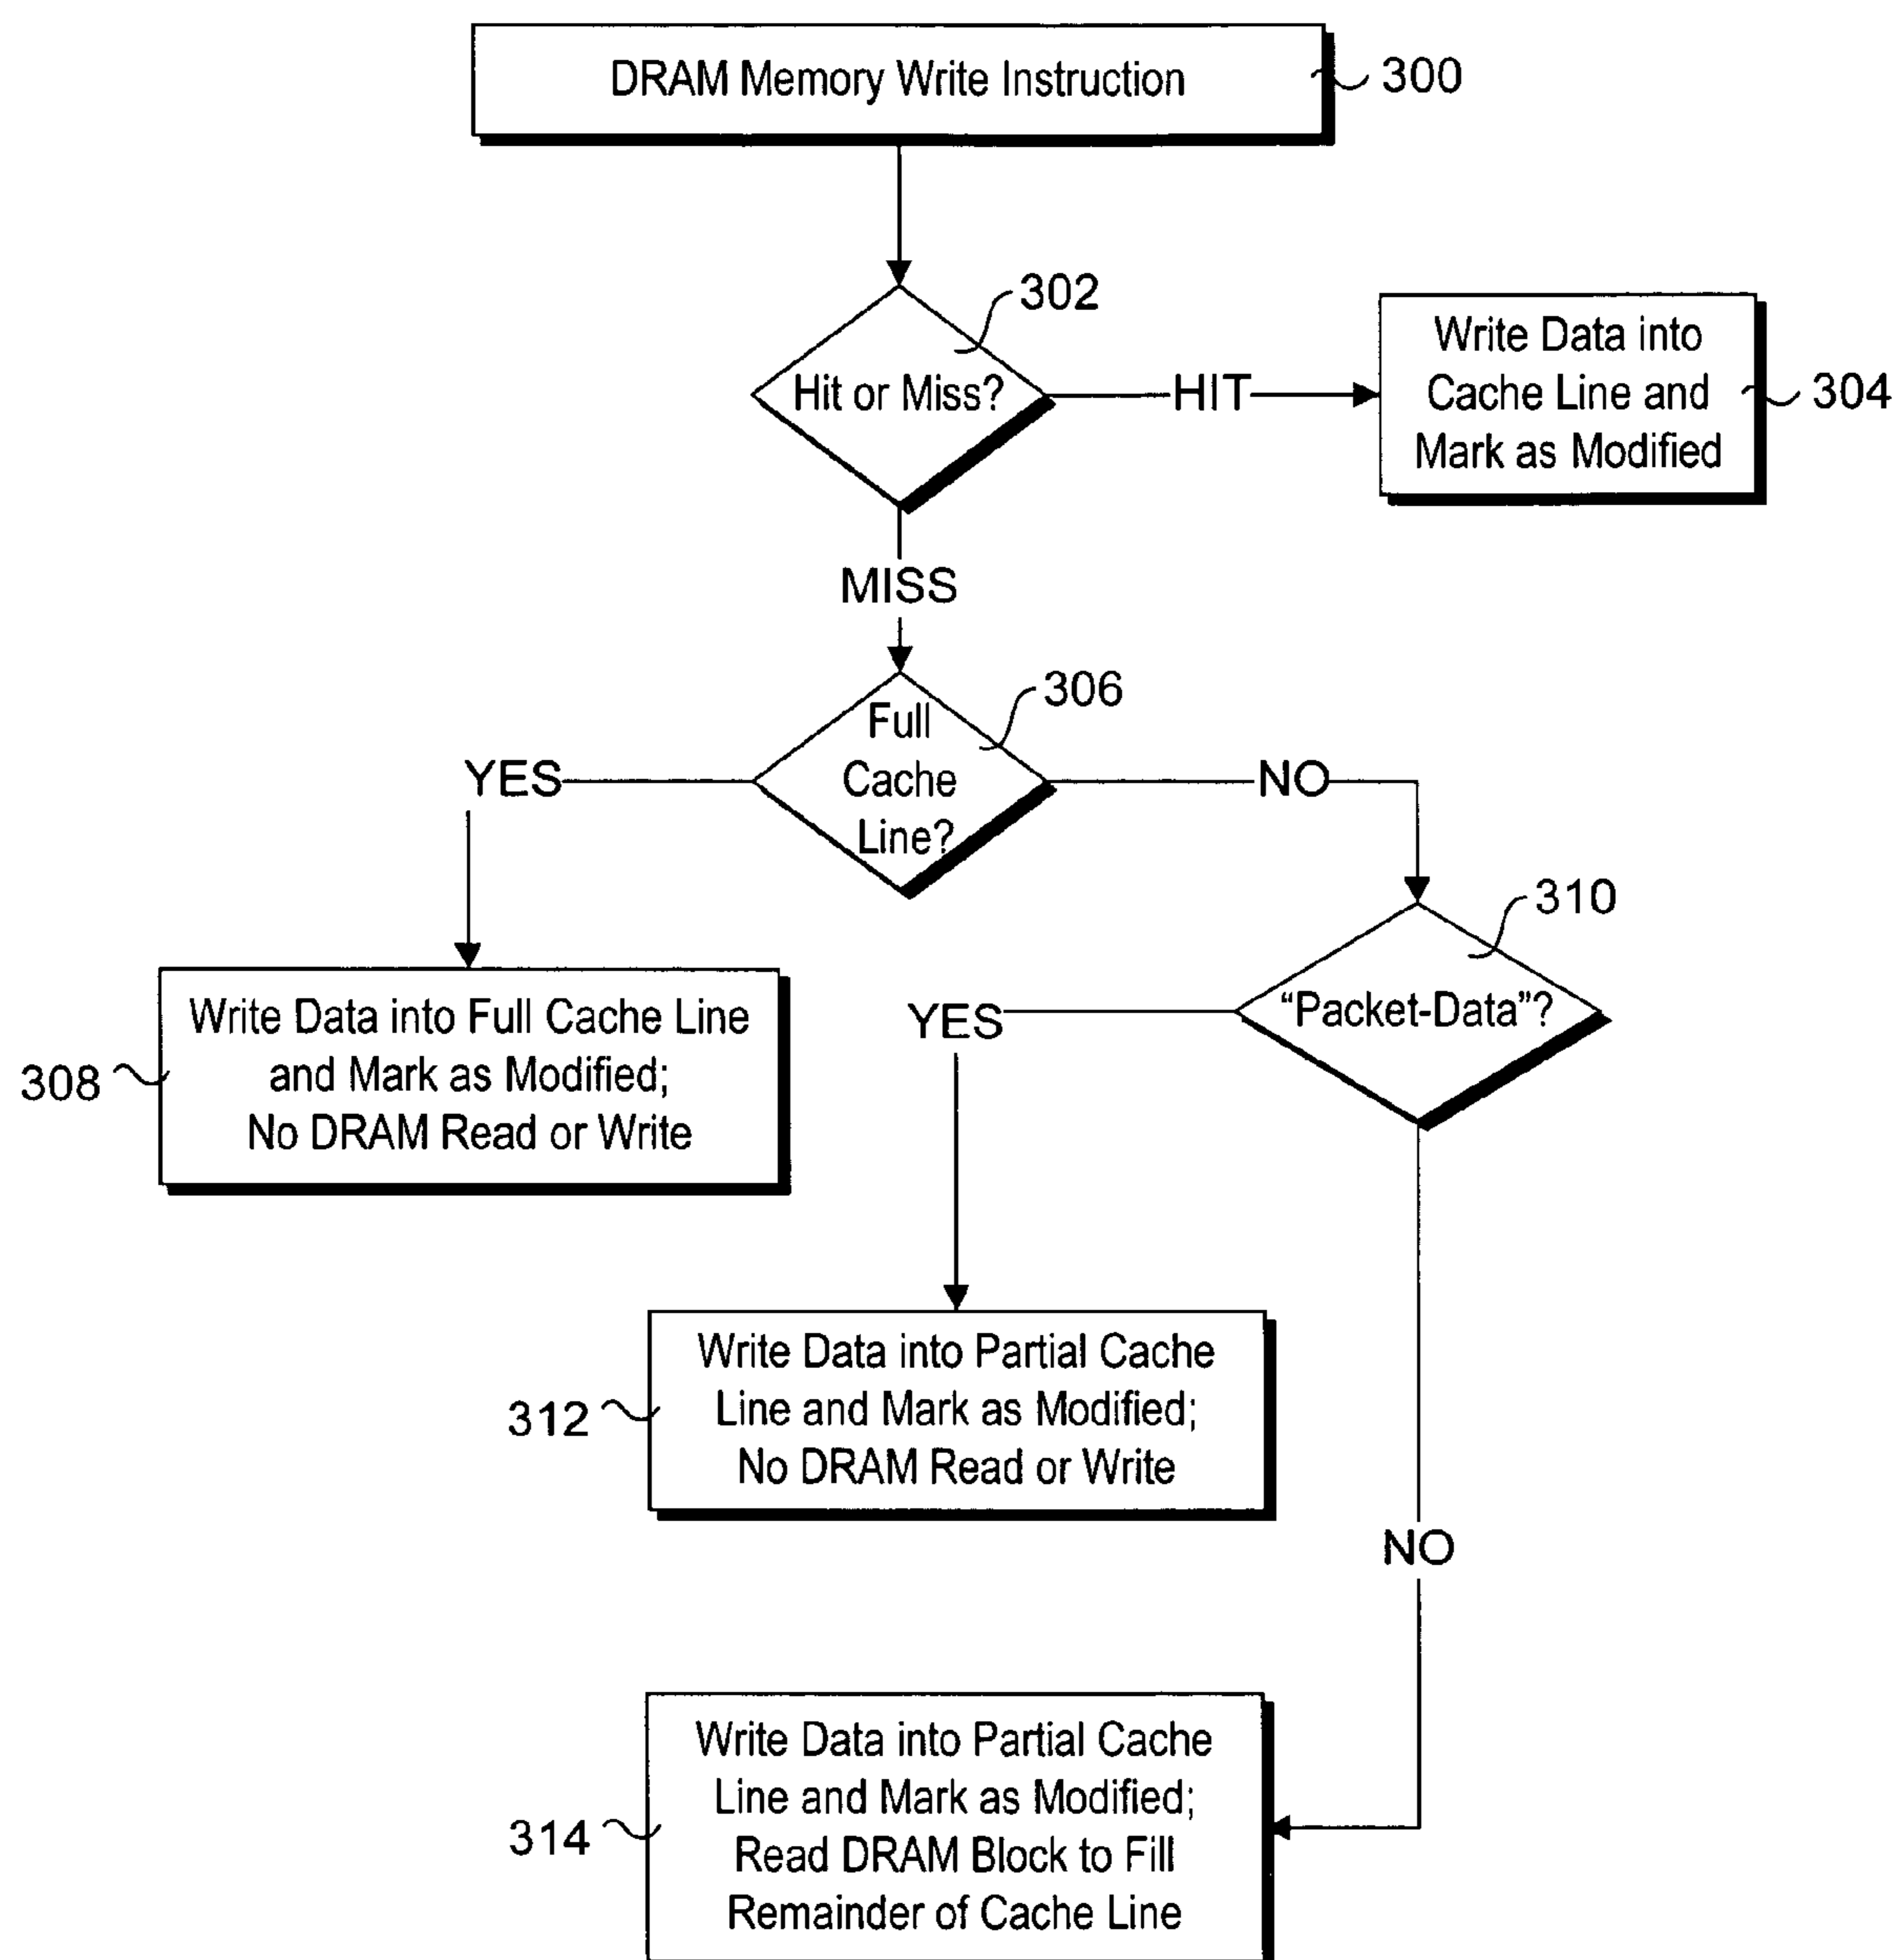 DRAM Memory Write Instruction
300
302
Hit or Miss?
HIT
Write Data into
Cache Line and
Mark as Modified
304
MISS
306
Full
Cache
Line?
YES
NO
310
"Packet-Data"?
YES
Write Data into Full Cache Line
and Mark as Modified;
No DRAM Read or Write
308
Write Data into Partial Cache
Line and Mark as Modified;
No DRAM Read or Write
312
NO
Write Data into Partial Cache
Line and Mark as Modified;
Read DRAM Block to Fill
Remainder of Cache Line
314